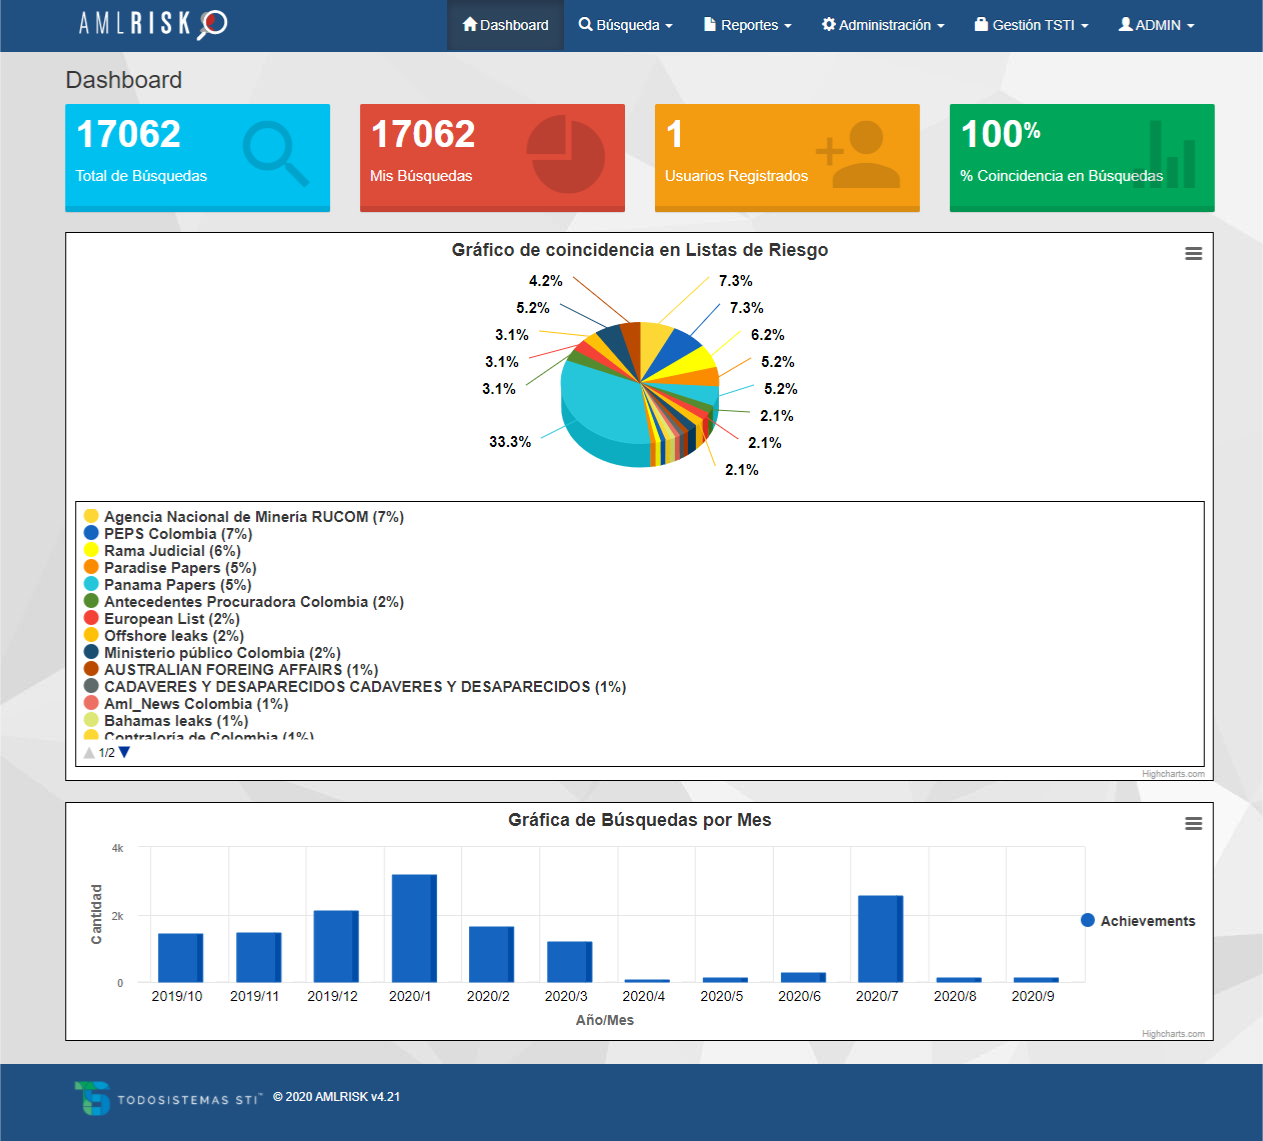 AMLRISK
Dashboard
Búsqueda
Reportes
Administración
Gestión TSTI
ADMIN
Dashboard
17062
Total de Búsquedas
17062
Mis Búsquedas
1
Usuarios Registrados
100%
% Coincidencia en Búsquedas
Gráfico de coincidencia en Listas de Riesgo
4.2%
7.3%
5.2%
7.3%
3.1%
6.2%
3.1%
5.2%
3.1%
5.2%
2.1%
33.3%
2.1%
2.1%
Agencia Nacional de Minería RUCOM (7%)
PEPS Colombia (7%)
Rama Judicial (6%)
Paradise Papers (5%)
Panama Papers (5%)
Antecedentes Procuradora Colombia (2%)
European List (2%)
Offshore leaks (2%)
Ministerio público Colombia (2%)
AUSTRALIAN FOREING AFFAIRS (1%)
CADAVERES Y DESAPARECIDOS CADAVERES Y DESAPARECIDOS (1%)
Aml_News Colombia (1%)
Bahamas leaks (1%)
Contraloría de Colombia (1%)
1/2
Highcharts.com
Gráfica de Búsquedas por Mes
Cantidad
4k
2k
0
2019/10
2019/11
2019/12
2020/1
2020/2
2020/3
2020/4
2020/5
2020/6
2020/7
2020/8
2020/9
Año/Mes
Achievements
Highcharts.com
TODOSISTEMAS STI™
© 2020 AMLRISK v4.21